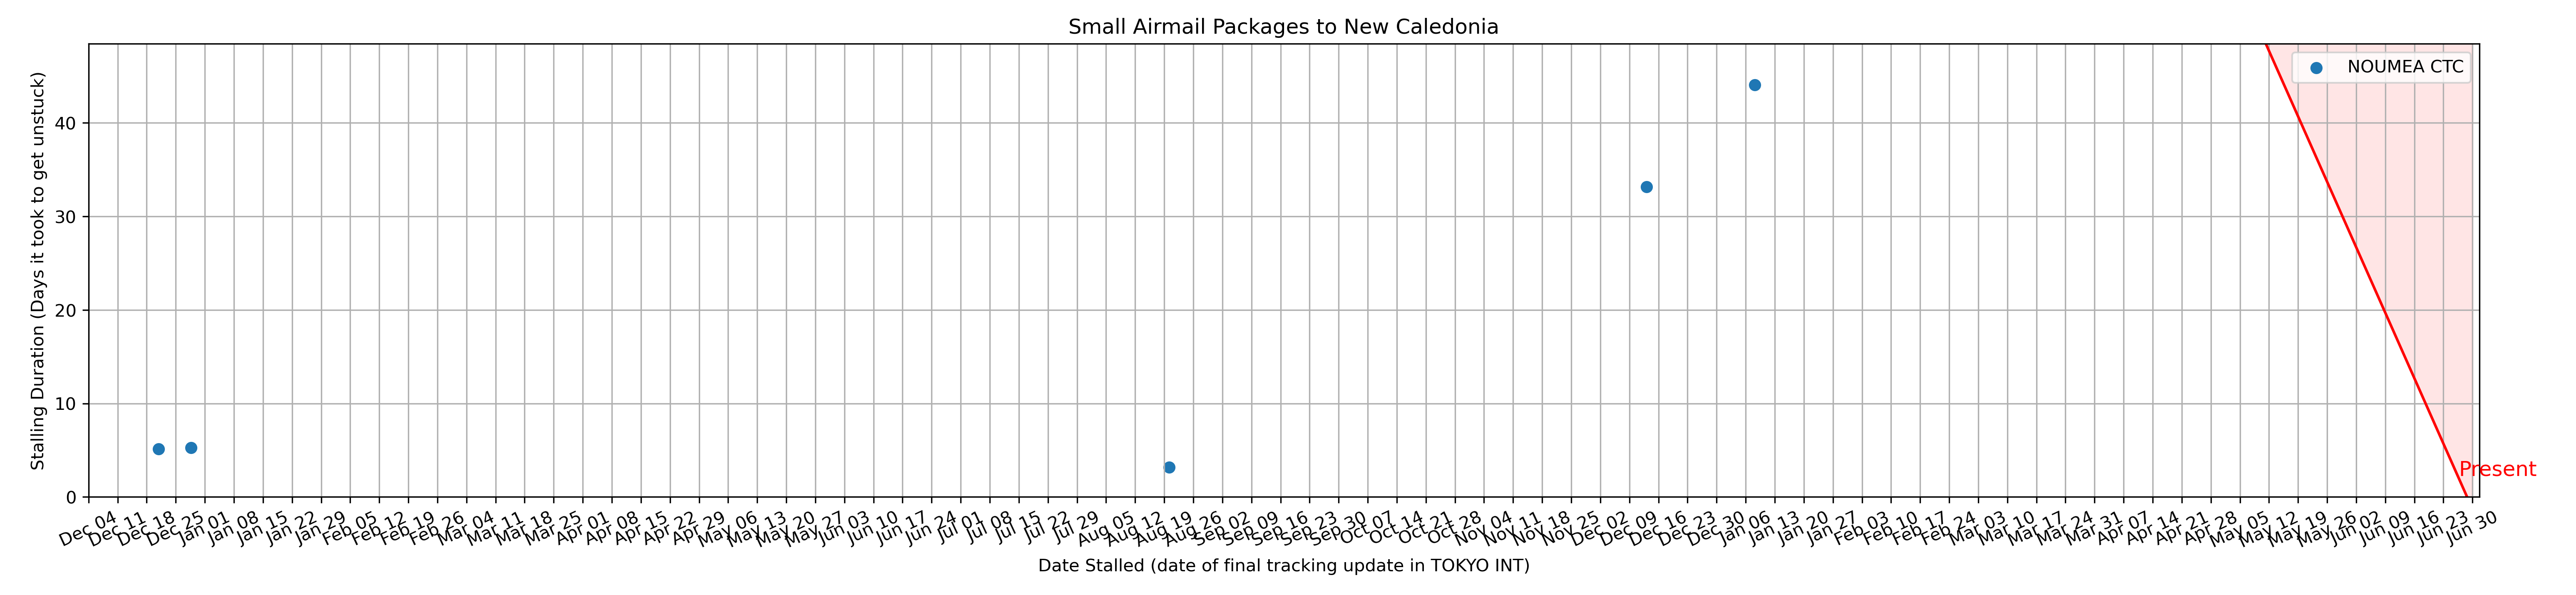 Small Airmail Packages to New Caledonia
NOUMEA CTC
Stalling Duration (Days it took to get unstuck)
40
30
20
10
0
Present
Dec 04
Dec 11
Dec 18
Dec 25
Jan 01
Jan 08
Jan 15
Jan 22
Jan 29
Feb 05
Feb 12
Feb 19
Feb 26
Mar 04
Mar 11
Mar 18
Mar 25
Apr 01
Apr 08
Apr 15
Apr 22
Apr 29
May 06
May 13
May 20
May 27
Jun 03
Jun 10
Jun 17
Jun 24
Jul 01
Jul 08
Jul 15
Jul 22
Jul 29
Aug 05
Aug 12
Aug 19
Aug 26
Sep 02
Sep 09
Sep 16
Sep 23
Sep 30
Oct 07
Oct 14
Oct 21
Oct 28
Nov 04
Nov 11
Nov 18
Nov 25
Dec 02
Dec 09
Dec 16
Dec 23
Dec 30
Jan 06
Jan 13
Jan 20
Jan 27
Feb 03
Feb 10
Feb 17
Feb 24
Mar 03
Mar 10
Mar 17
Mar 24
Mar 31
Apr 07
Apr 14
Apr 21
Apr 28
May 05
May 12
May 19
May 26
Jun 02
Jun 09
Jun 16
Jun 23
Jun 30
Date Stalled (date of final tracking update in TOKYO INT)